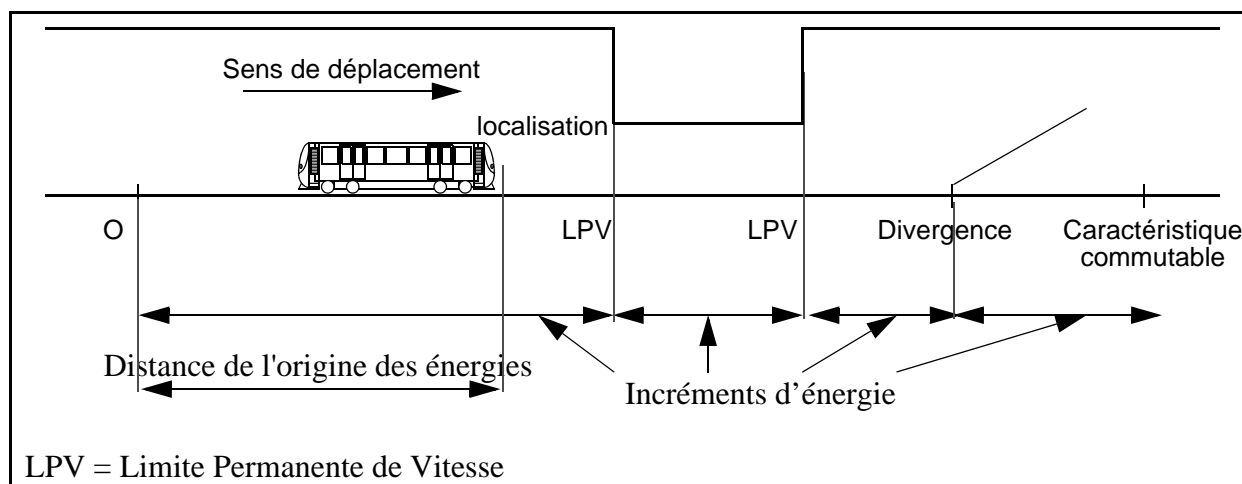 Sens de déplacement
localisation
O
LPV
LPV
Divergence
Caractéristique
commutable
Distance de l'origine des énergies
Incréments d’énergie
LPV = Limite Permanente de Vitesse